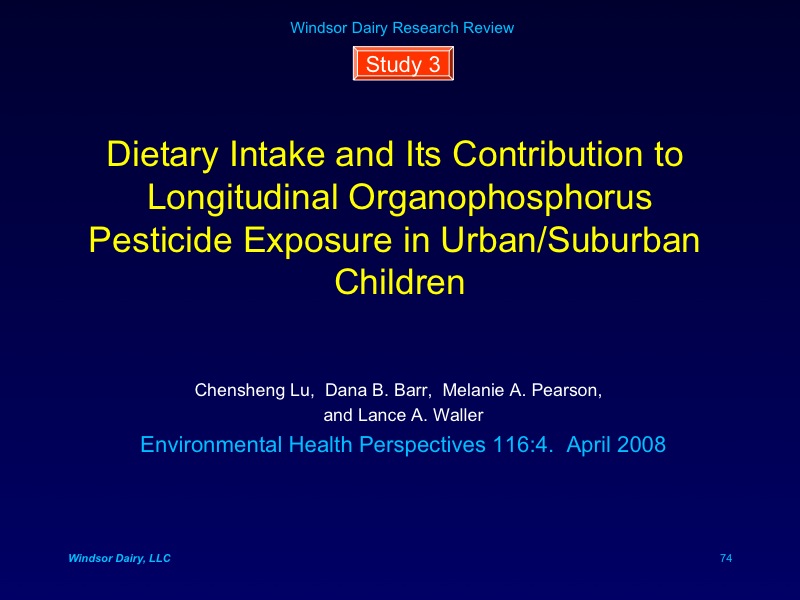 Windsor Dairy Research Review
Study 3
Dietary Intake and Its Contribution to
Longitudinal Organophosphorus
Pesticide Exposure in Urban/Suburban
Children
Chensheng Lu,  Dana B. Barr,  Melanie A. Pearson,
and Lance A. Waller
Environmental Health Perspectives 116:4.  April 2008
Windsor Dairy, LLC
74